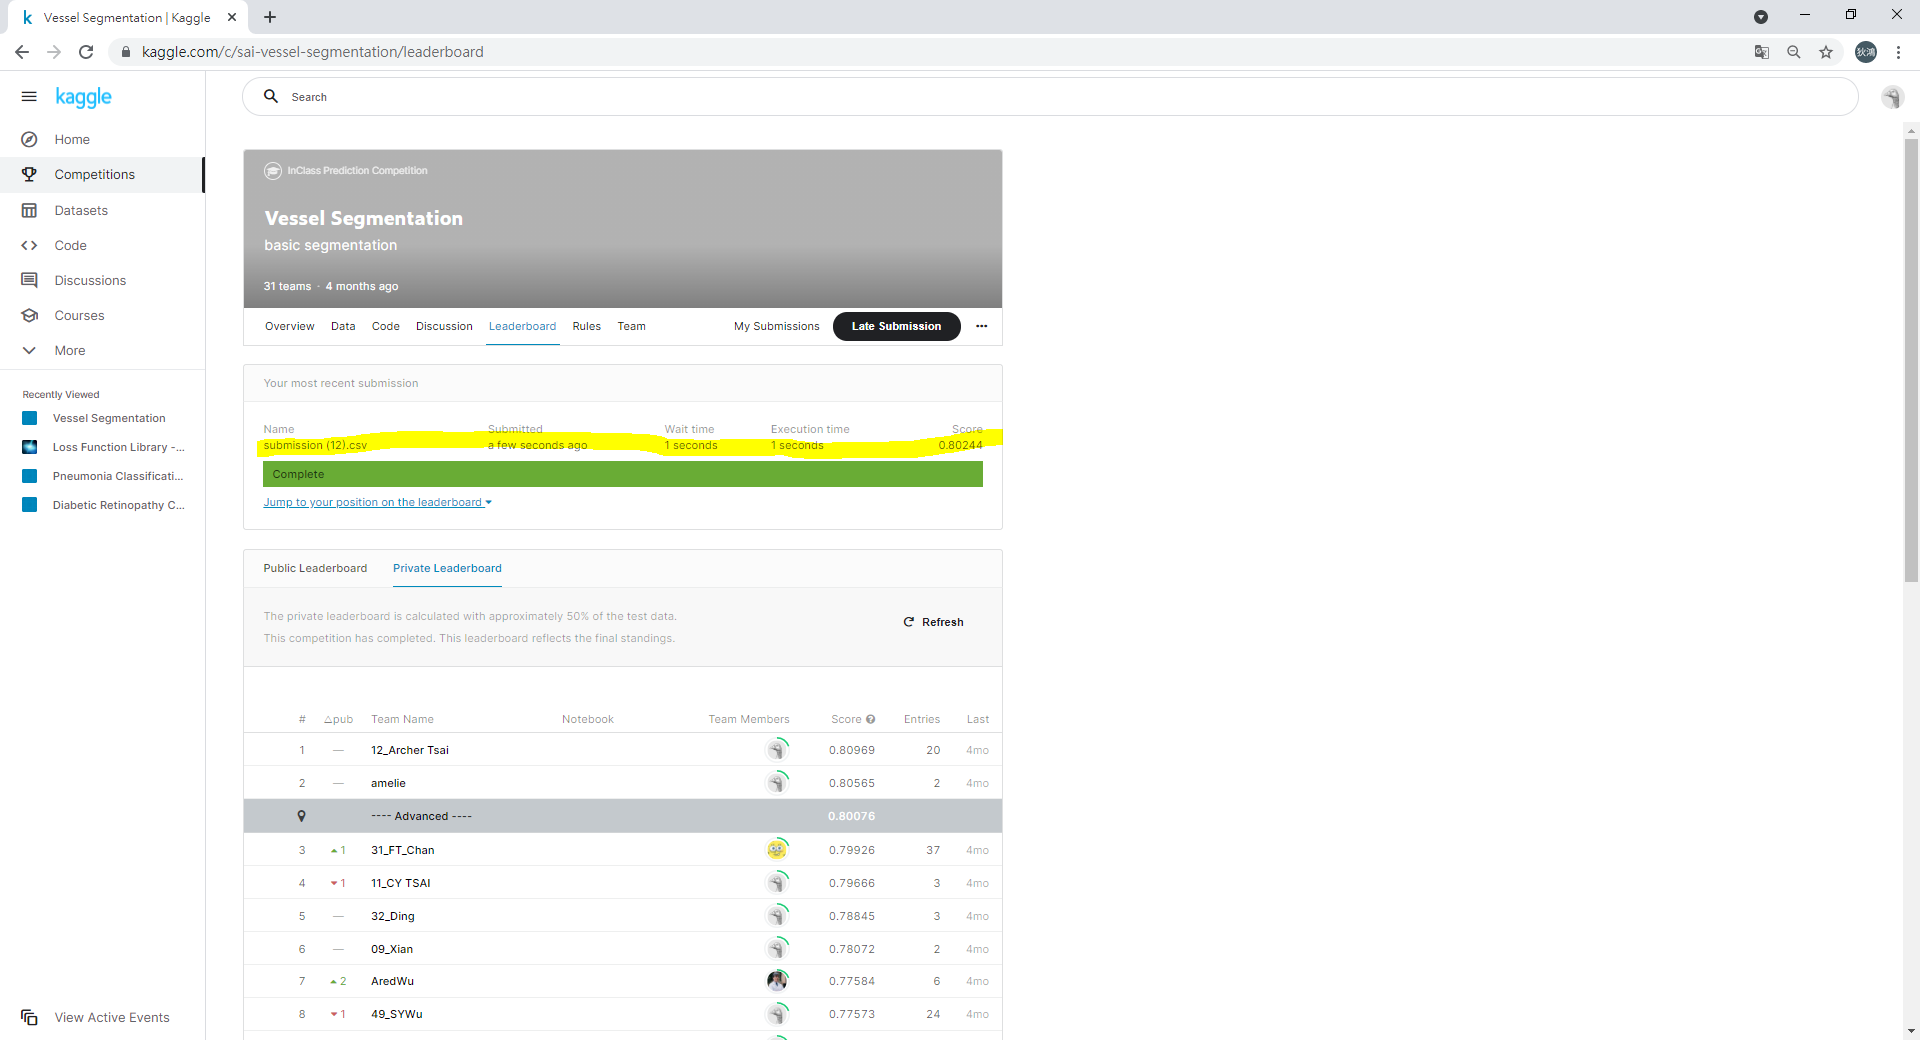 Vessel Segmentation | Kaggle
kaggle.com/c/sai-vessel-segmentation/leaderboard
狄鴻
kaggle
Search
Home
Competitions
Datasets
Code
Discussions
Courses
More
Recently Viewed
Vessel Segmentation
Loss Function Library -...
Pneumonia Classificati...
Diabetic Retinopathy C...
View Active Events
InClass Prediction Competition
Vessel Segmentation
basic segmentation
31 teams · 4 months ago
Overview Data Code Discussion Leaderboard Rules Team My Submissions Late Submission
Your most recent submission
Name Submitted Wait time Execution time Score
submission (12).csv a few seconds ago 1 seconds 1 seconds 0.80244
Complete
Jump to your position on the leaderboard
Public Leaderboard Private Leaderboard
The private leaderboard is calculated with approximately 50% of the test data.
This competition has completed. This leaderboard reflects the final standings.
Refresh
# △pub Team Name Notebook Team Members Score Entries Last
1 — 12_Archer Tsai 0.80969 20 4mo
2 — amelie 0.80565 2 4mo
---- Advanced ---- 0.80076
3 1 31_FT_Chan 0.79926 37 4mo
4 1 11_CY TSAI 0.79666 3 4mo
5 — 32_Ding 0.78845 3 4mo
6 — 09_Xian 0.78072 2 4mo
7 2 AredWu 0.77584 6 4mo
8 1 49_SYWu 0.77573 24 4mo